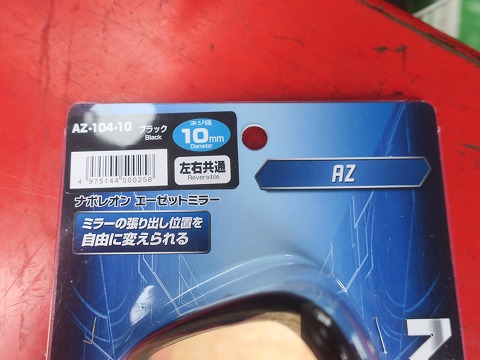 AZ-104-10 ブラック
Black
ネジ径
10mm
Diameter
4 975144 500258
左右共通
Reversible
AZ
ナポレオン エーゼットミラー
ミラーの張り出し位置を
自由に変えられる